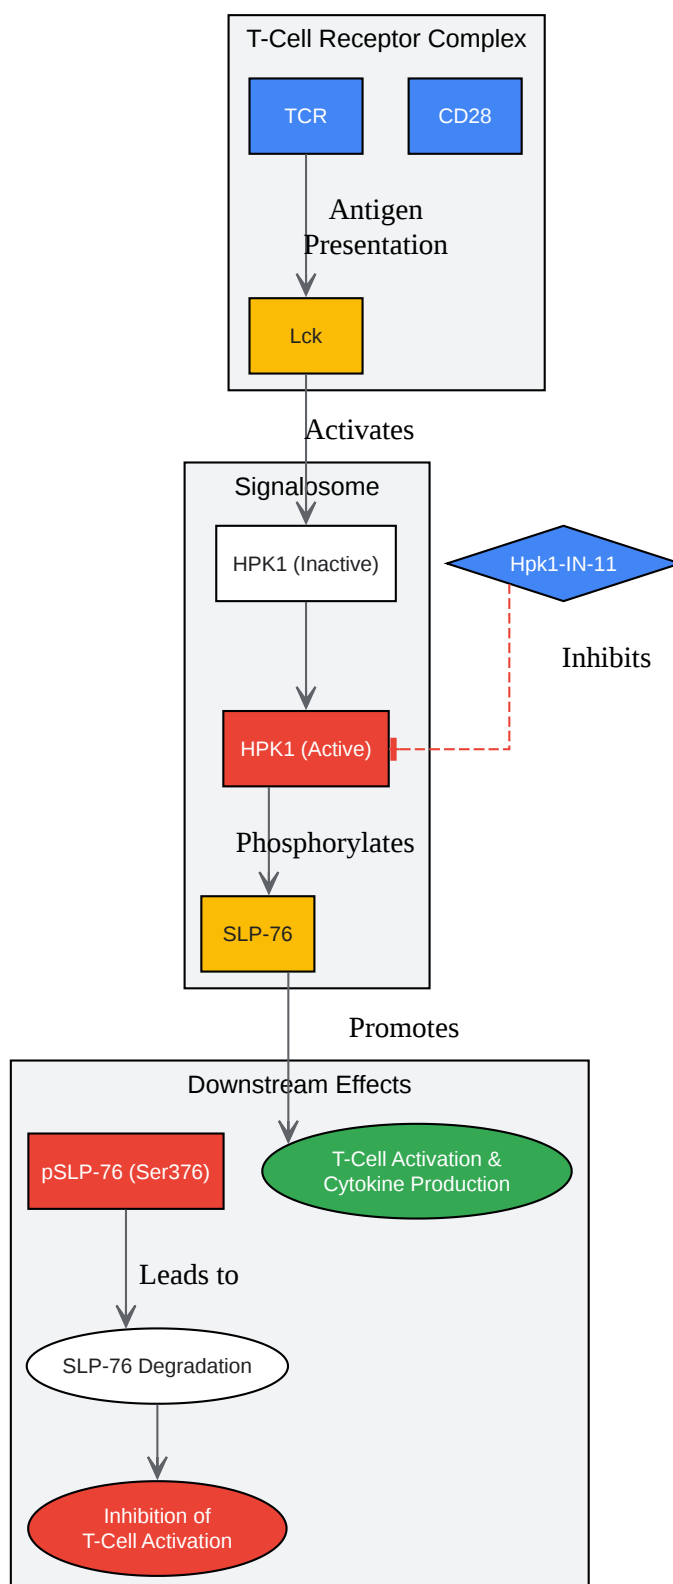 T-Cell Receptor Complex
TCR
CD28
Antigen
Presentation
Lck
Activates
Signalosome
HPK1 (Inactive)
Hpk1-IN-11
Inhibits
HPK1 (Active)
Phosphorylates
SLP-76
Promotes
Downstream Effects
pSLP-76 (Ser376)
T-Cell Activation &
Cytokine Production
Leads to
SLP-76 Degradation
Inhibition of
T-Cell Activation